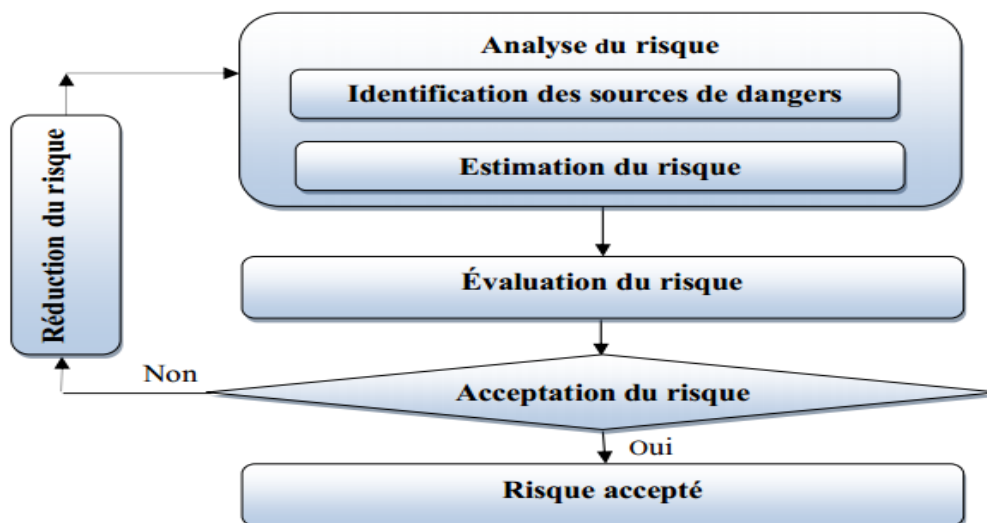 Analyse du risque
Identification des sources de dangers
Estimation du risque
Réduction du risque
Évaluation du risque
Non
Acceptation du risque
Oui
Risque accepté